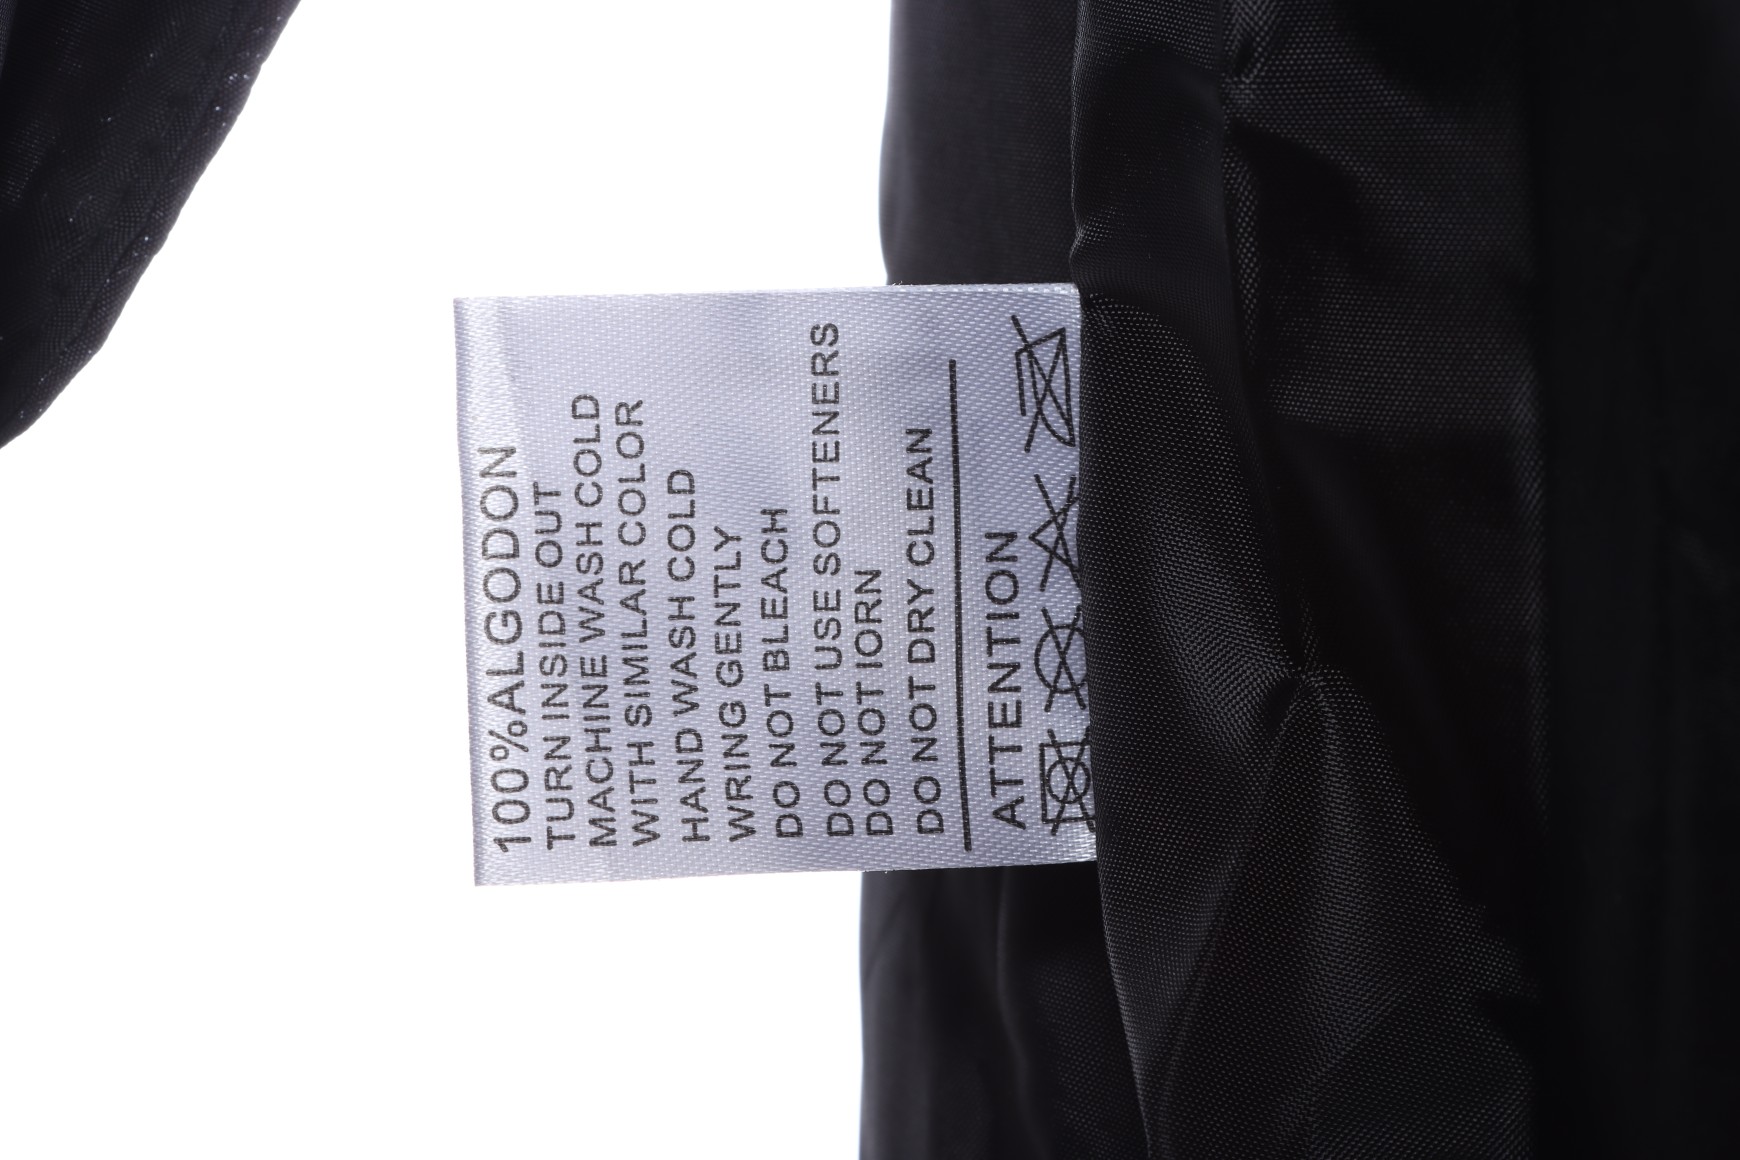 100%ALGODON
TURN INSIDE OUT
MACHINE WASH COLD
WITH SIMILAR COLOR
HAND WASH COLD
WRING GENTLY
DO NOT BLEACH
DO NOT USE SOFTENERS
DO NOT IORN
DO NOT DRY CLEAN
ATTENTION